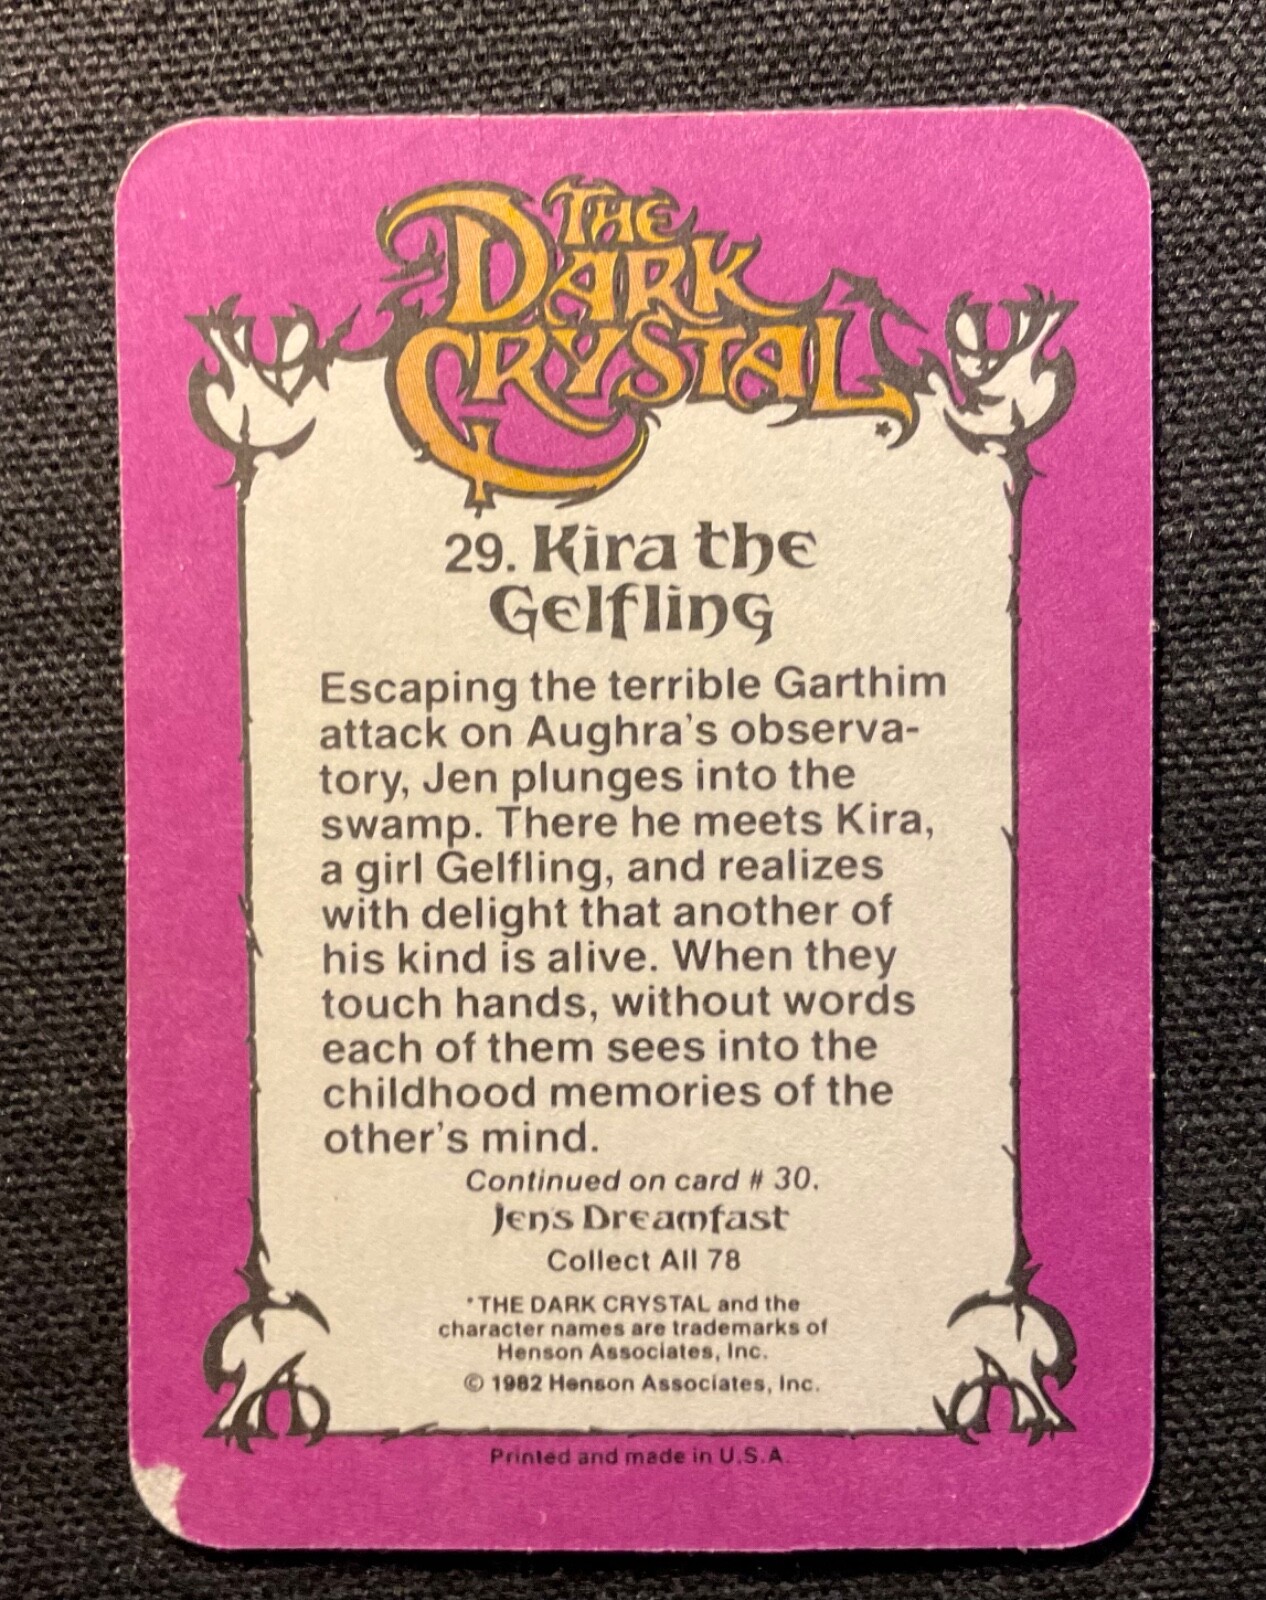 THE
DARK
CRYSTAL
*
29. Kira the
Gelfling
Escaping the terrible Garthim
attack on Aughra's observa-
tory, Jen plunges into the
swamp. There he meets Kira,
a girl Gelfling, and realizes
with delight that another of
his kind is alive. When they
touch hands, without words
each of them sees into the
childhood memories of the
other's mind.
Continued on card # 30.
Jen's Dreamfast
Collect All 78
*THE DARK CRYSTAL and the
character names are trademarks of
Henson Associates, Inc.
© 1982 Henson Associates, Inc.
Printed and made in U.S.A.